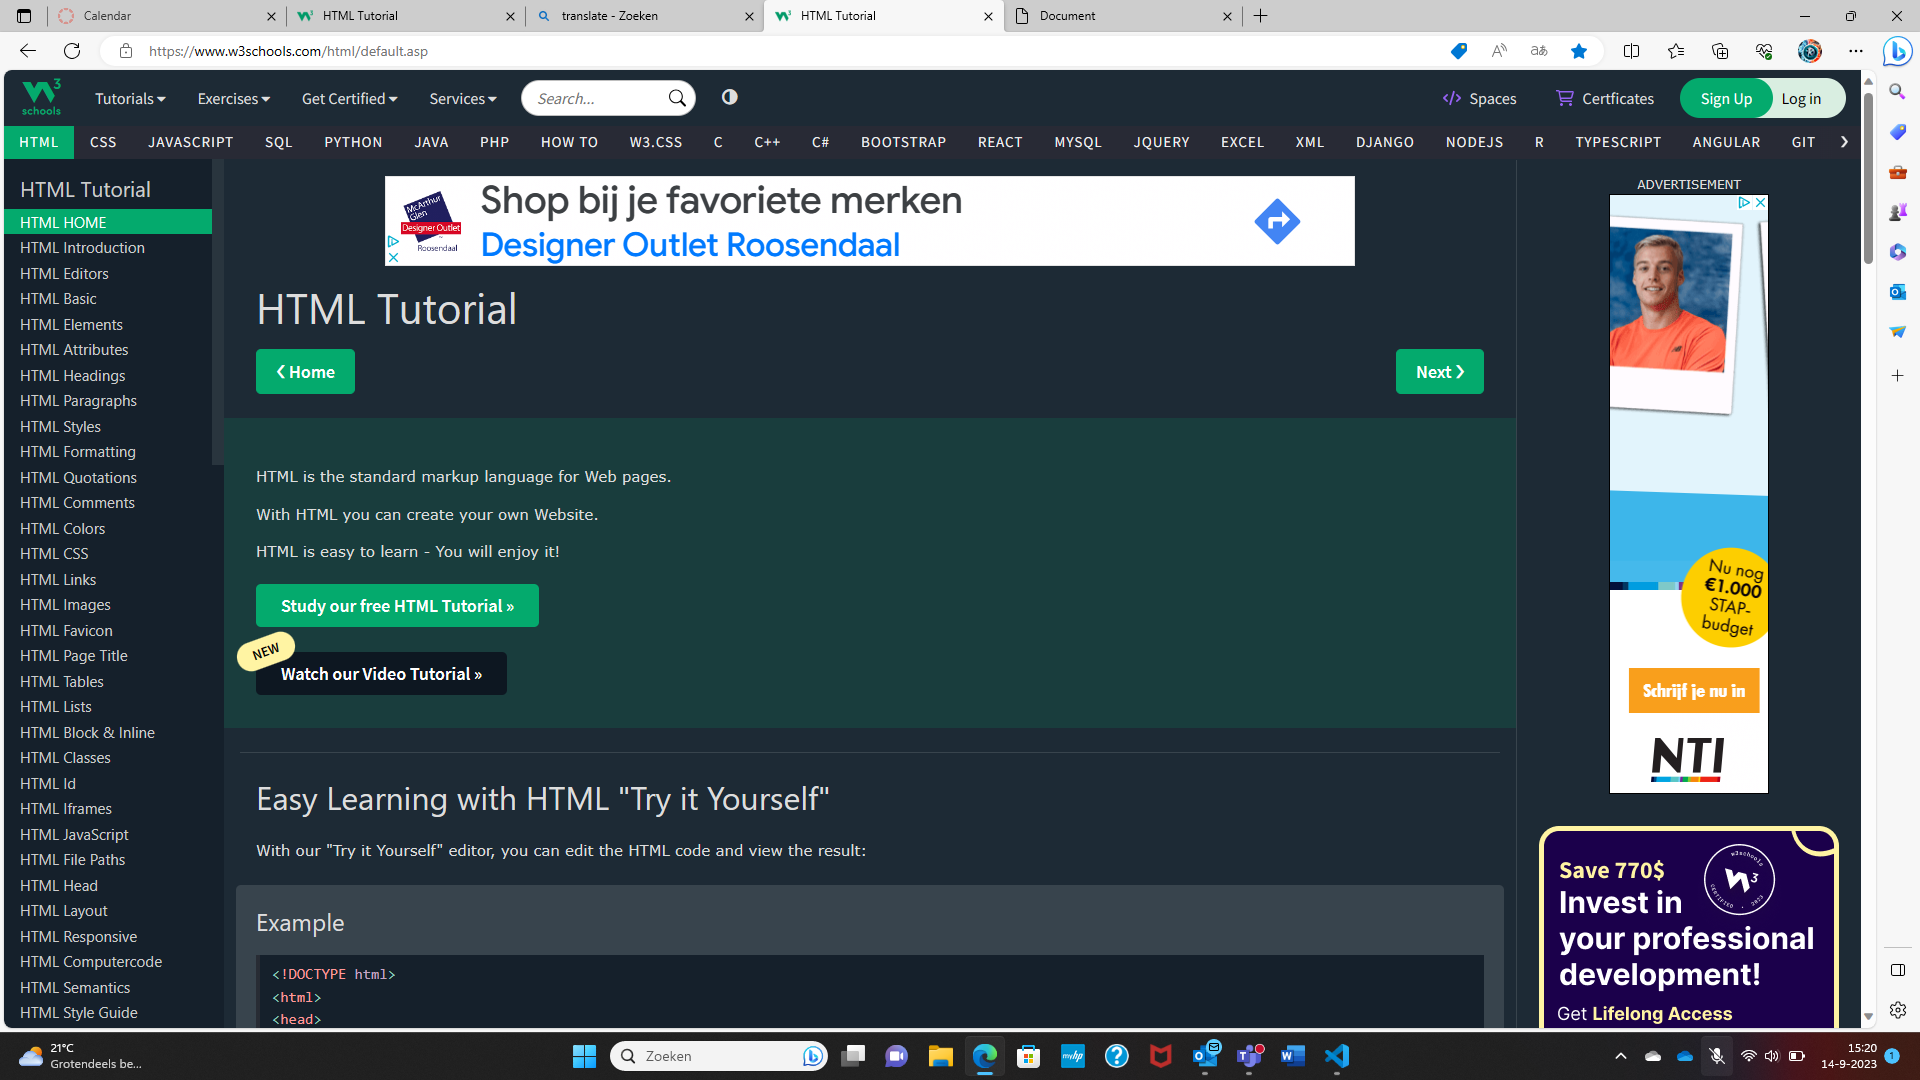 Calendar
HTML Tutorial
translate - Zoeken
HTML Tutorial
Document
https://www.w3schools.com/html/default.asp
schools
Tutorials
Exercises
Get Certified
Services
Search...
Spaces
Certficates
Sign Up
Log in
HTML CSS JAVASCRIPT SQL PYTHON JAVA PHP HOW TO W3.CSS C C++ C# BOOTSTRAP REACT MYSQL JQUERY EXCEL XML DJANGO NODEJS R TYPESCRIPT ANGULAR GIT
HTML Tutorial
HTML HOME
HTML Introduction
HTML Editors
HTML Basic
HTML Elements
HTML Attributes
HTML Headings
HTML Paragraphs
HTML Styles
HTML Formatting
HTML Quotations
HTML Comments
HTML Colors
HTML CSS
HTML Links
HTML Images
HTML Favicon
HTML Page Title
HTML Tables
HTML Lists
HTML Block & Inline
HTML Classes
HTML Id
HTML Iframes
HTML JavaScript
HTML File Paths
HTML Head
HTML Layout
HTML Responsive
HTML Computercode
HTML Semantics
HTML Style Guide
McArthur
Glen
Designer Outlet
Roosendaal
Shop bij je favoriete merken
Designer Outlet Roosendaal
HTML Tutorial
❮ Home
Next ❯
HTML is the standard markup language for Web pages.
With HTML you can create your own Website.
HTML is easy to learn - You will enjoy it!
Study our free HTML Tutorial »
NEW
Watch our Video Tutorial »
Easy Learning with HTML "Try it Yourself"
With our "Try it Yourself" editor, you can edit the HTML code and view the result:
Example
<!DOCTYPE html>
<html>
<head>
ADVERTISEMENT
Nu nog
€1.000
STAP-
budget
Schrijf je nu in
NTI
Save 770$
Invest in
your professional
development!
Get Lifelong Access
21°C
Grotendeels be...
Zoeken
15:20
14-9-2023
1